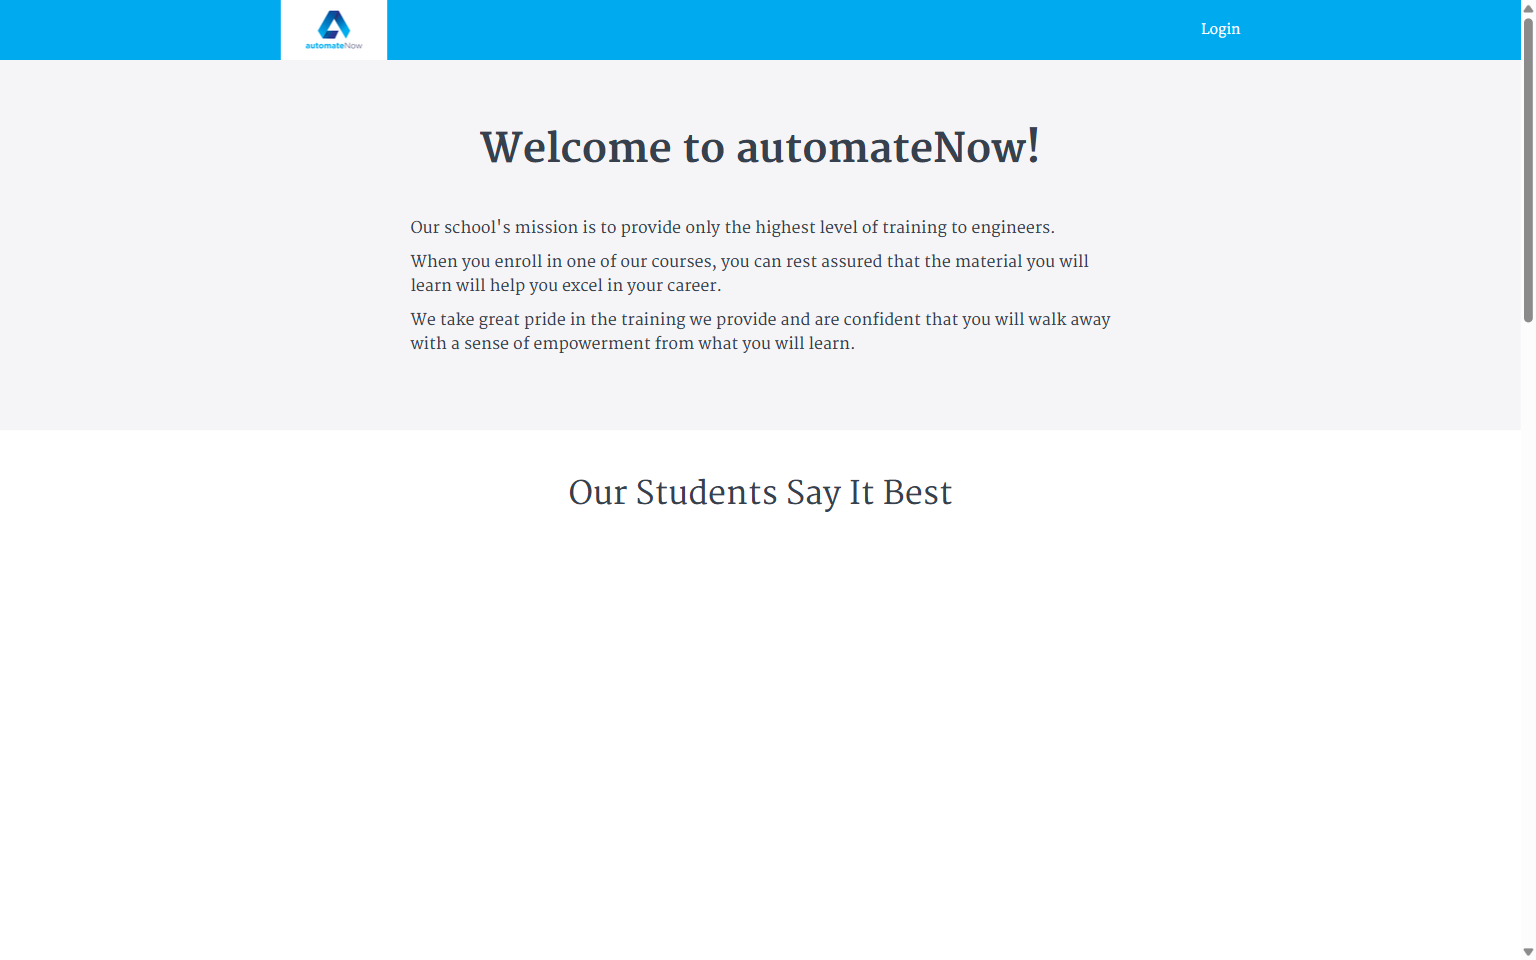 automateNow
Login
Welcome to automateNow!
Our school's mission is to provide only the highest level of training to engineers.
When you enroll in one of our courses, you can rest assured that the material you will
learn will help you excel in your career.
We take great pride in the training we provide and are confident that you will walk away
with a sense of empowerment from what you will learn.
Our Students Say It Best